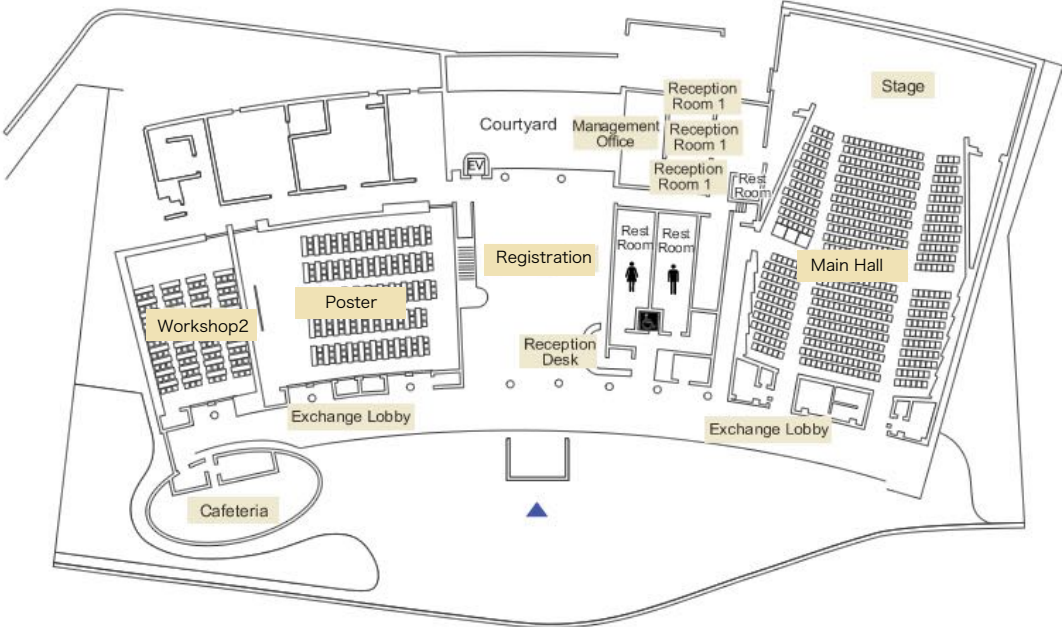 Stage
Reception
Room 1
Courtyard
Management
Office
Reception
Room 1
EV
Reception
Room 1
Rest
Room
Rest
Room
Rest
Room
Registration
Main Hall
Poster
Workshop2
Reception
Desk
Exchange Lobby
Exchange Lobby
Cafeteria